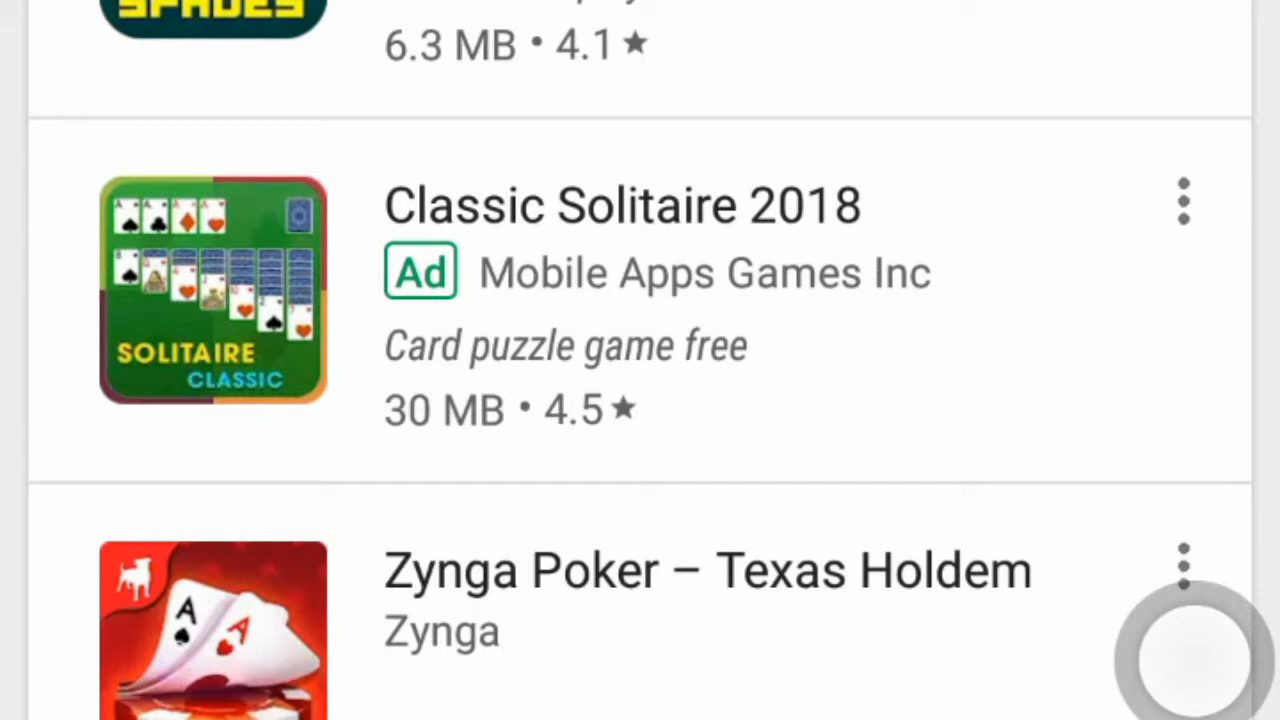 SPADES
6.3 MB • 4.1 ★
Classic Solitaire 2018
Ad Mobile Apps Games Inc
Card puzzle game free
30 MB • 4.5 ★
SOLITAIRE
CLASSIC
Zynga Poker – Texas Holdem
Zynga
A
A